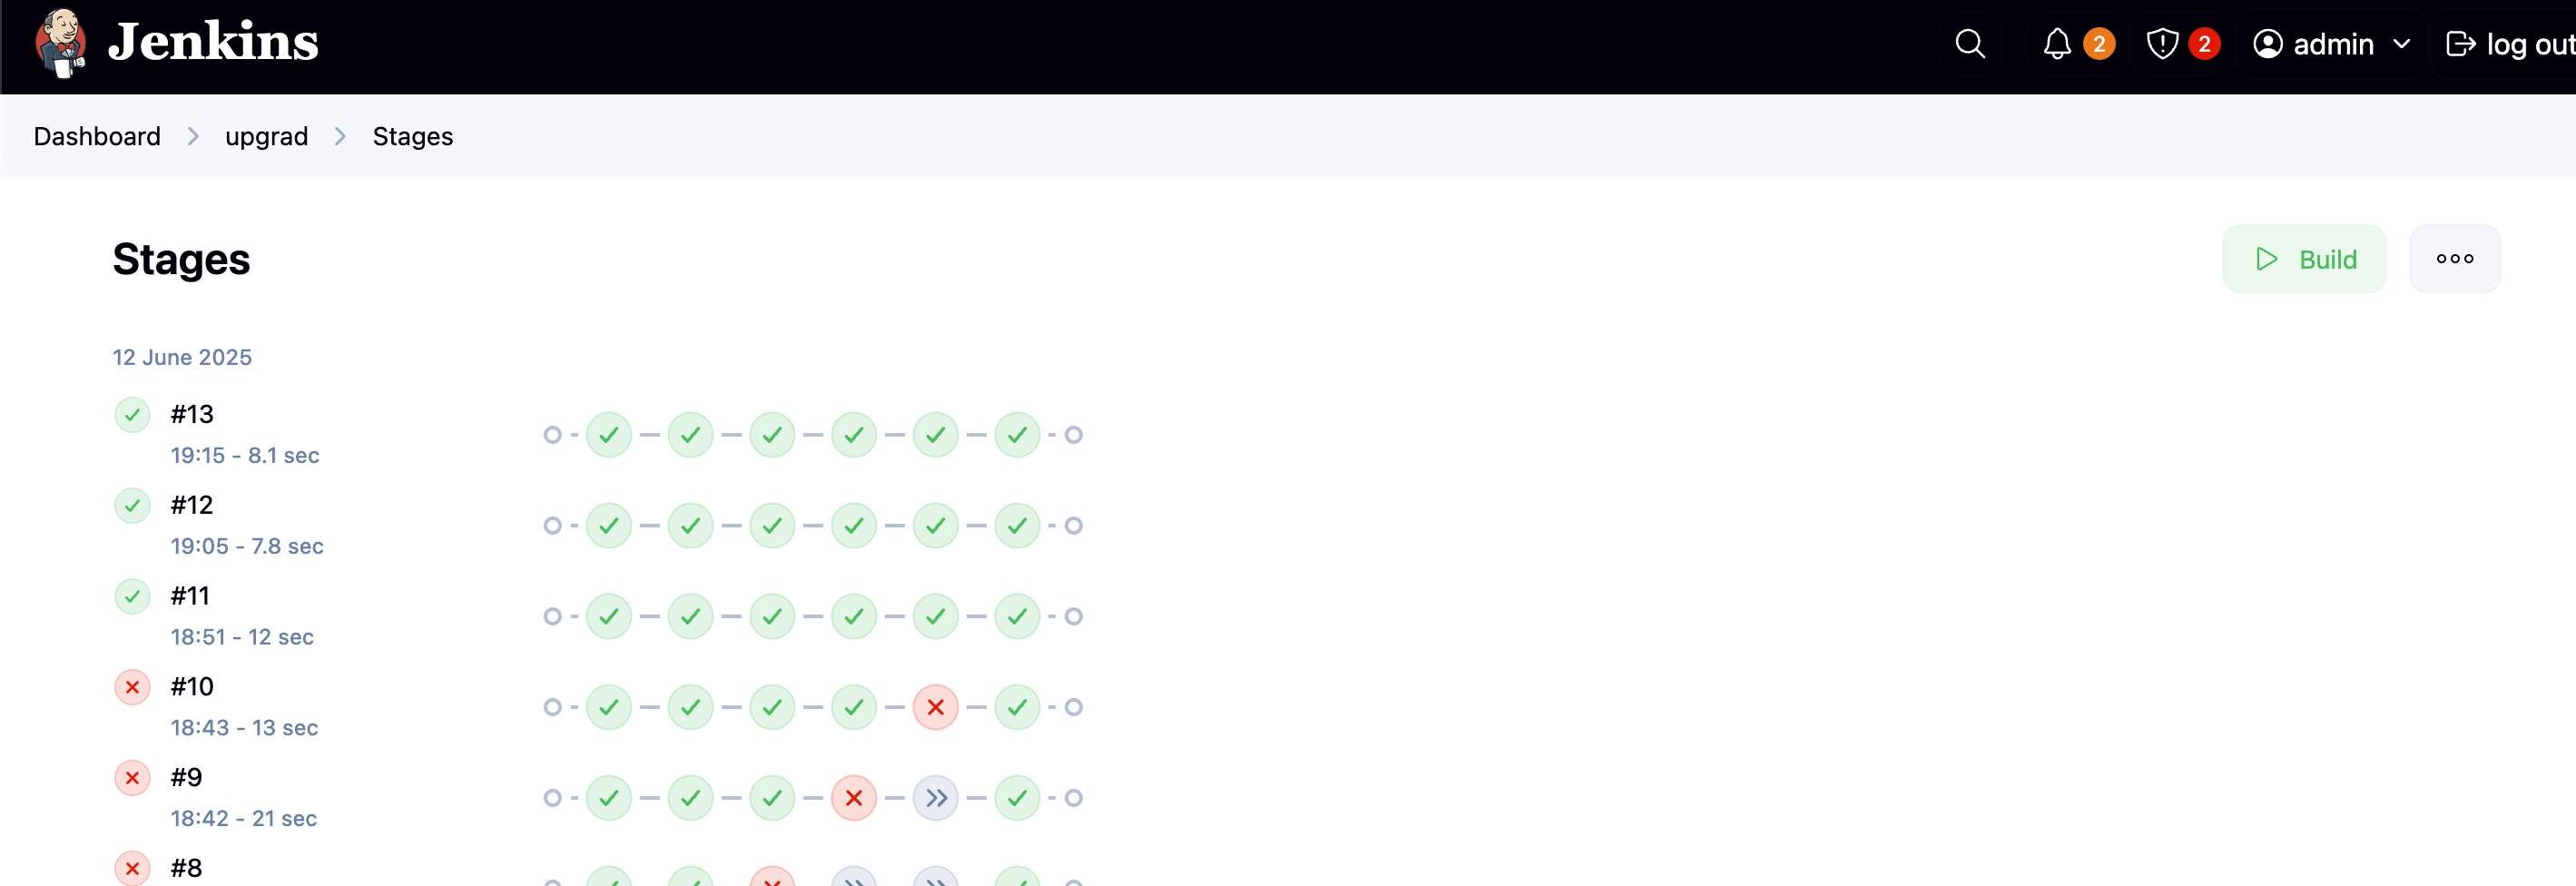 Jenkins
2 2 admin log out
Dashboard upgrad Stages
Stages
Build
12 June 2025
#13
19:15 - 8.1 sec
#12
19:05 - 7.8 sec
#11
18:51 - 12 sec
#10
18:43 - 13 sec
#9
18:42 - 21 sec
#8